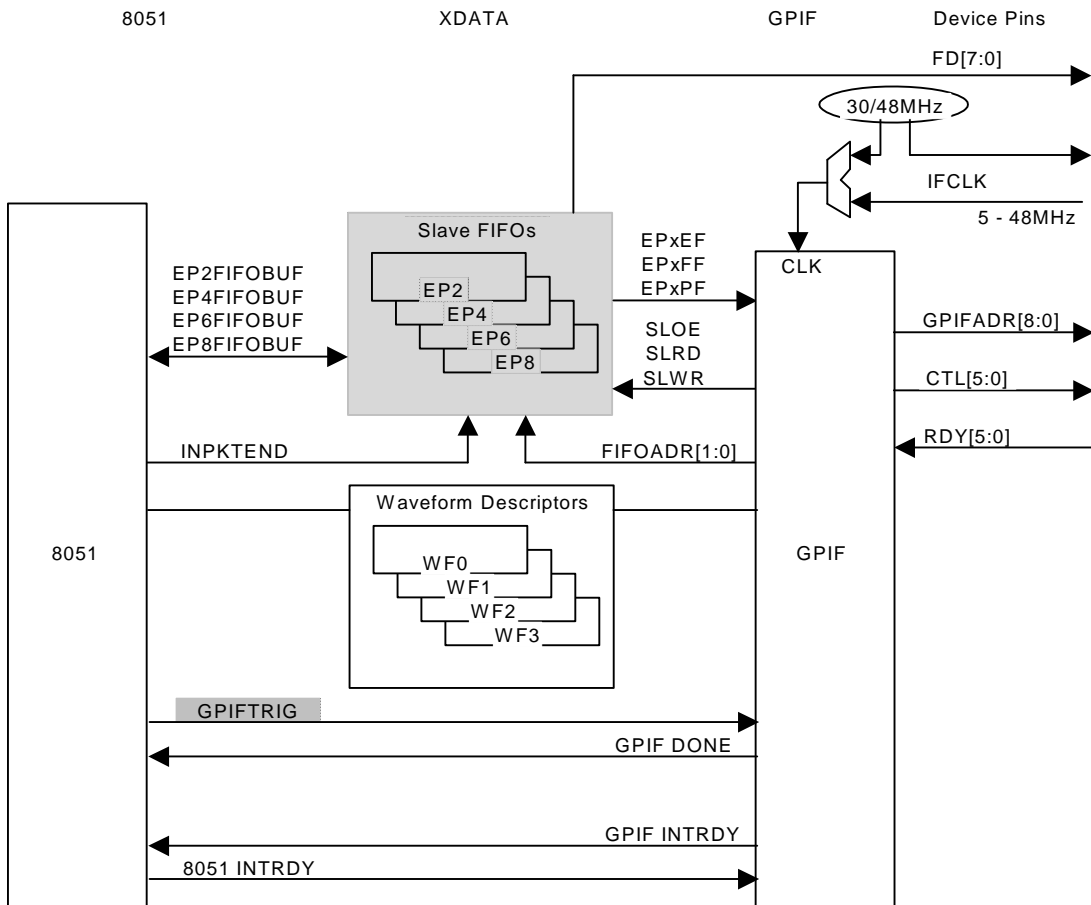 8051 XDATA GPIF Device Pins
FD[7:0]
30/48MHz
IFCLK
5 - 48MHz
Slave FIFOs
EP2
EP4
EP6
EP8
EP2FIFOBUF
EP4FIFOBUF
EP6FIFOBUF
EP8FIFOBUF
EPxEF
EPxFF
EPxPF
SLOE
SLRD
SLWR
CLK
GPIFADR[8:0]
CTL[5:0]
RDY[5:0]
INPKTEND
FIFOADR[1:0]
Waveform Descriptors
WF0
WF1
WF2
WF3
8051
GPIF
GPIFTRIG
GPIF DONE
GPIF INTRDY
8051 INTRDY